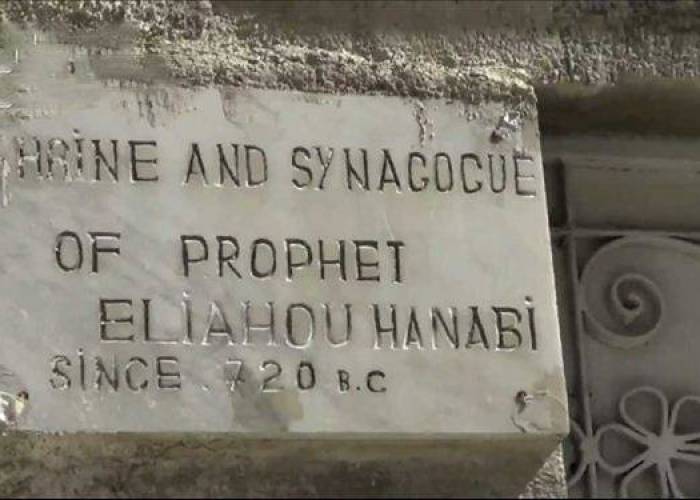 HRİNE AND SYNAGOGUE
OF PROPHET
ELİAHOU HANABİ
SİNCE . 720 B.C